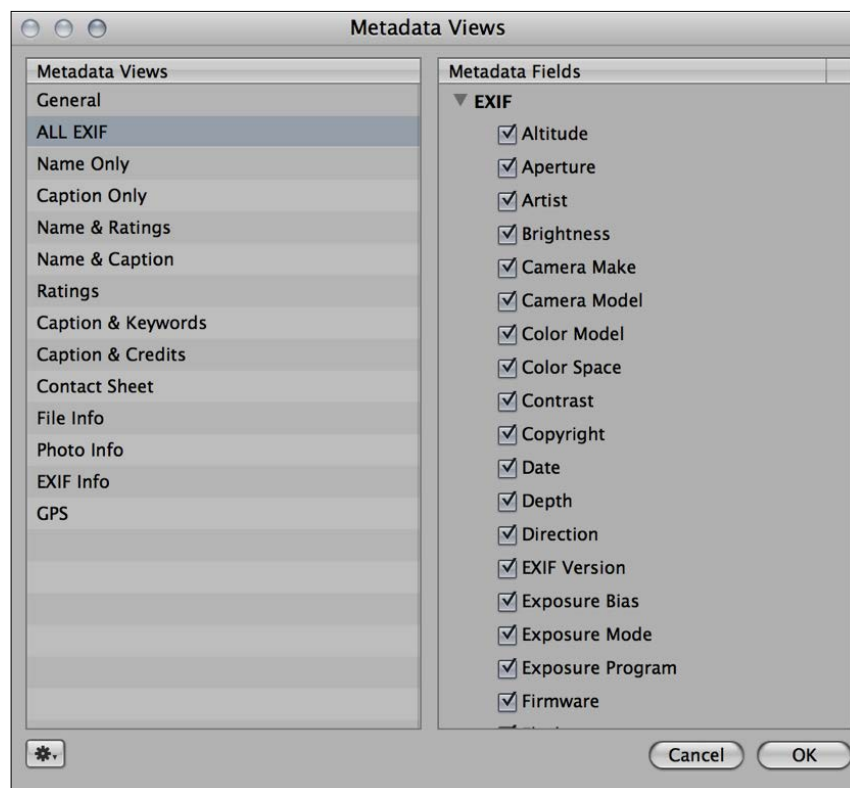 Metadata Views
Metadata Views
General
ALL EXIF
Name Only
Caption Only
Name & Ratings
Name & Caption
Ratings
Caption & Keywords
Caption & Credits
Contact Sheet
File Info
Photo Info
EXIF Info
GPS
Metadata Fields
EXIF
Altitude
Aperture
Artist
Brightness
Camera Make
Camera Model
Color Model
Color Space
Contrast
Copyright
Date
Depth
Direction
EXIF Version
Exposure Bias
Exposure Mode
Exposure Program
Firmware
Cancel
OK